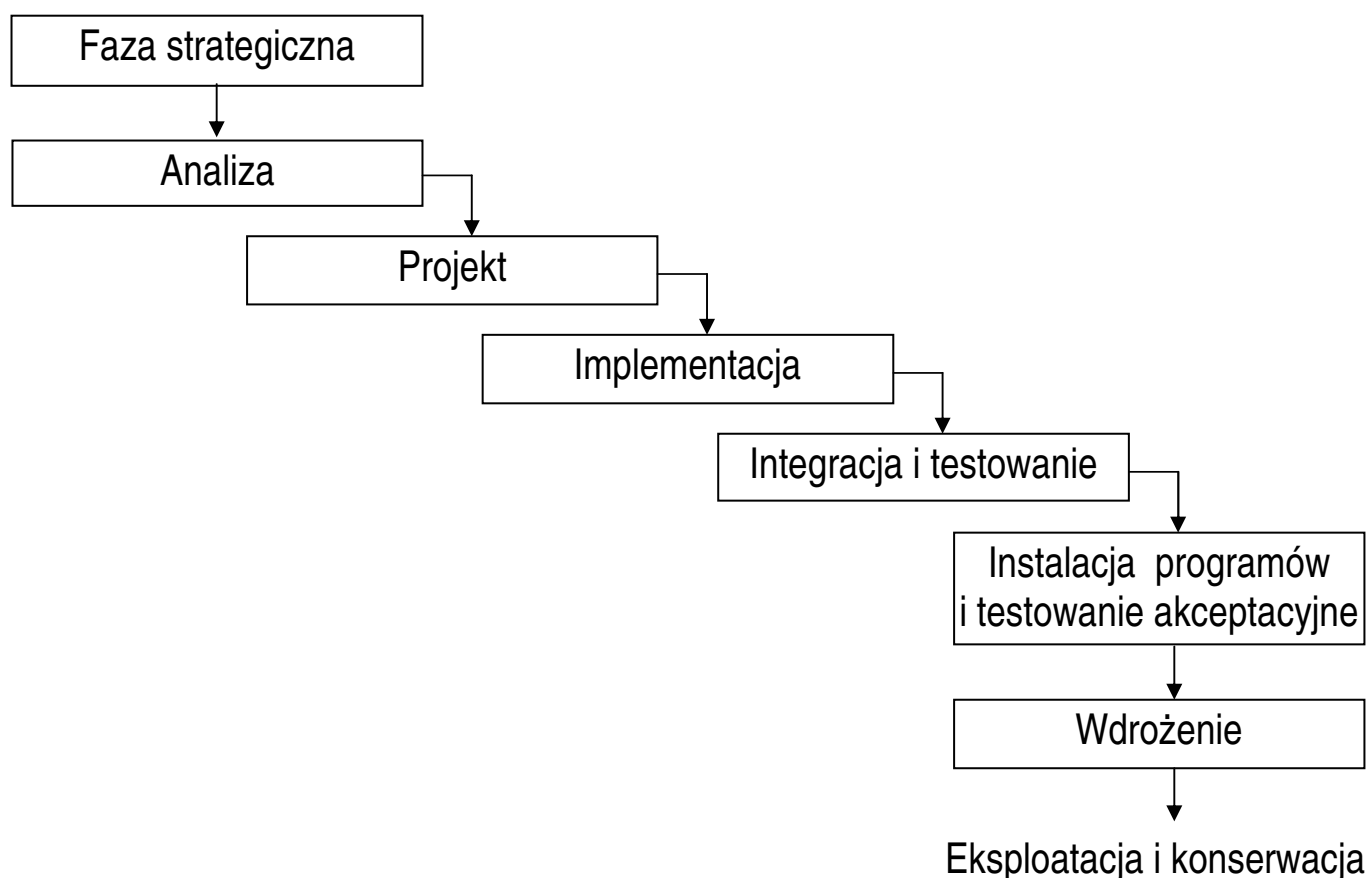 Faza strategiczna
Analiza
Projekt
Implementacja
Integracja i testowanie
Instalacja programów
i testowanie akceptacyjne
Wdrożenie
Eksploatacja i konserwacja